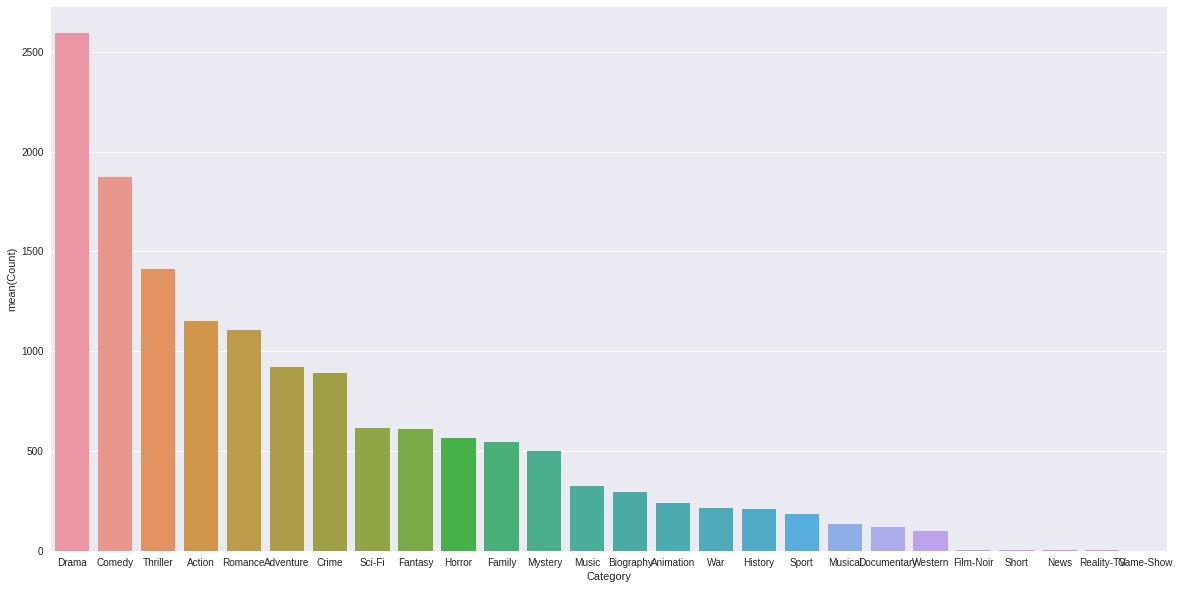 2500
2000
1500
1000
500
0
mean(Count)
Drama Comedy Thriller Action Romance Adventure Crime Sci-Fi Fantasy Horror Family Mystery Music Biography Animation War History Sport Musical Documentary Western Film-Noir Short News Reality-TV Game-Show
Category